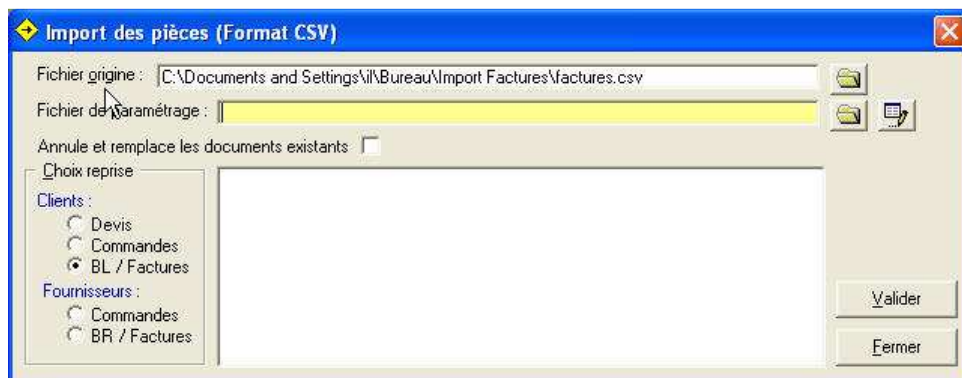 Import des pièces (Format CSV)
Fichier origine : C:\Documents and Settings\il\Bureau\Import Factures\factures.csv
Fichier de Paramétrage :
Annule et remplace les documents existants
Choix reprise
Clients :
Devis
Commandes
BL / Factures
Fournisseurs :
Commandes
BR / Factures
Valider
Fermer